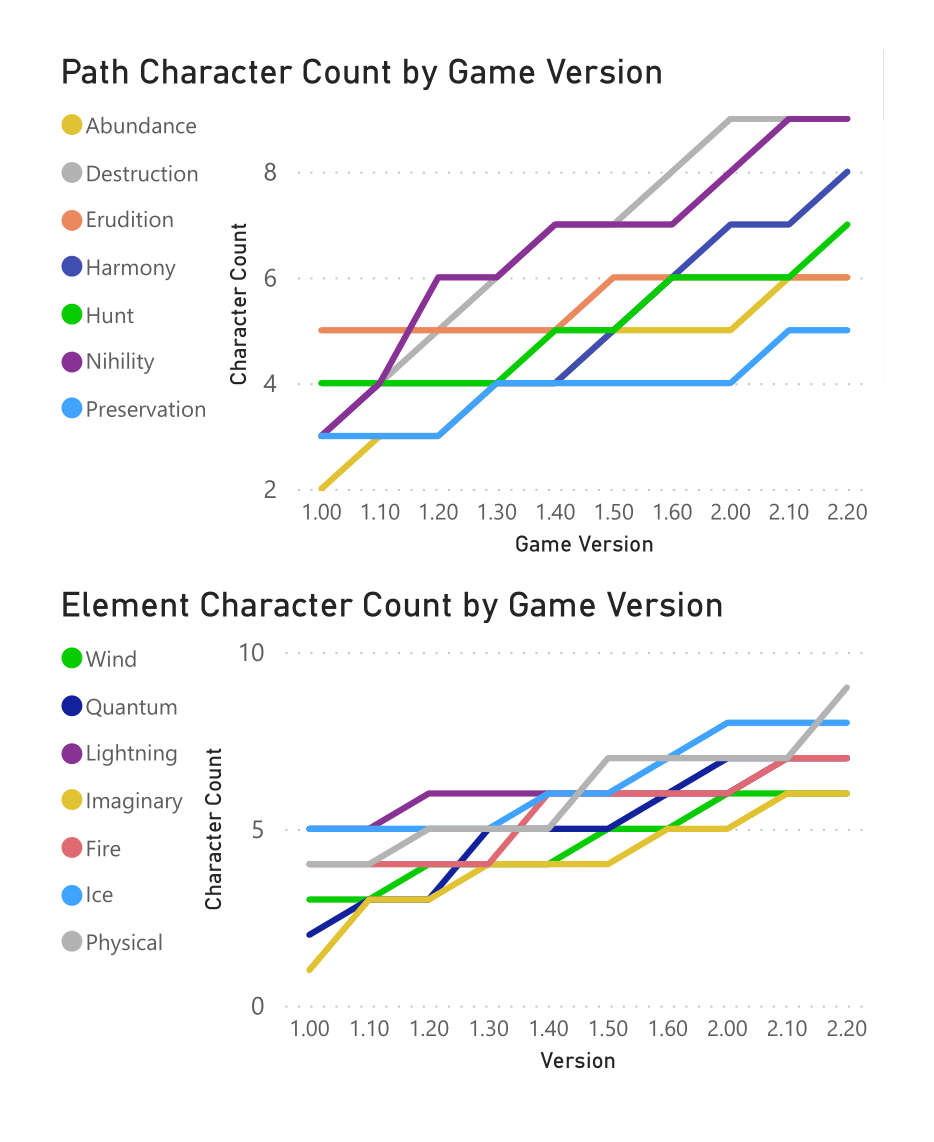 Path Character Count by Game Version
Abundance
Destruction
Erudition
Harmony
Hunt
Nihility
Preservation
Character Count
8
6
4
2
1.00 1.10 1.20 1.30 1.40 1.50 1.60 2.00 2.10 2.20
Game Version
Element Character Count by Game Version
Wind
Quantum
Lightning
Imaginary
Fire
Ice
Physical
Character Count
10
5
0
1.00 1.10 1.20 1.30 1.40 1.50 1.60 2.00 2.10 2.20
Version